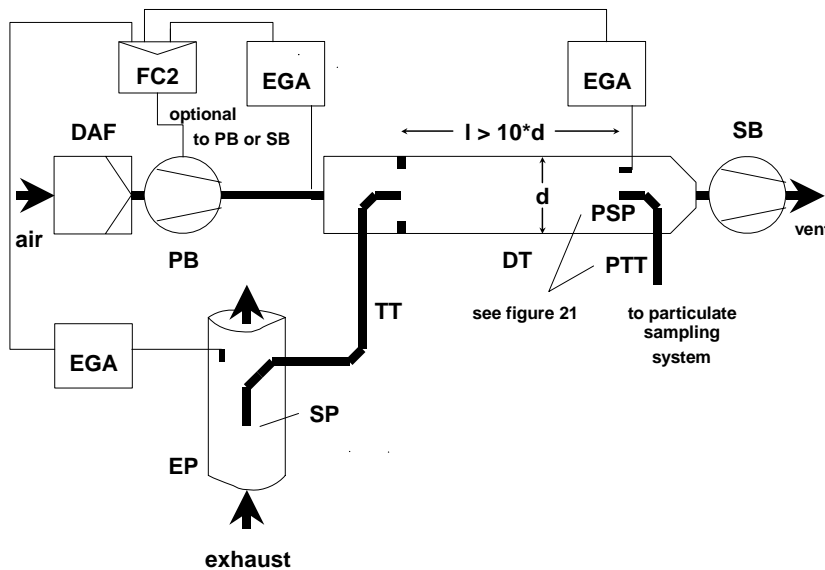 FC2
EGA
EGA
optional
to PB or SB
DAF
l > 10*d
SB
d
PSP
air
vent
PB
DT
PTT
TT
see figure 21
to particulate
sampling
system
EGA
SP
EP
exhaust